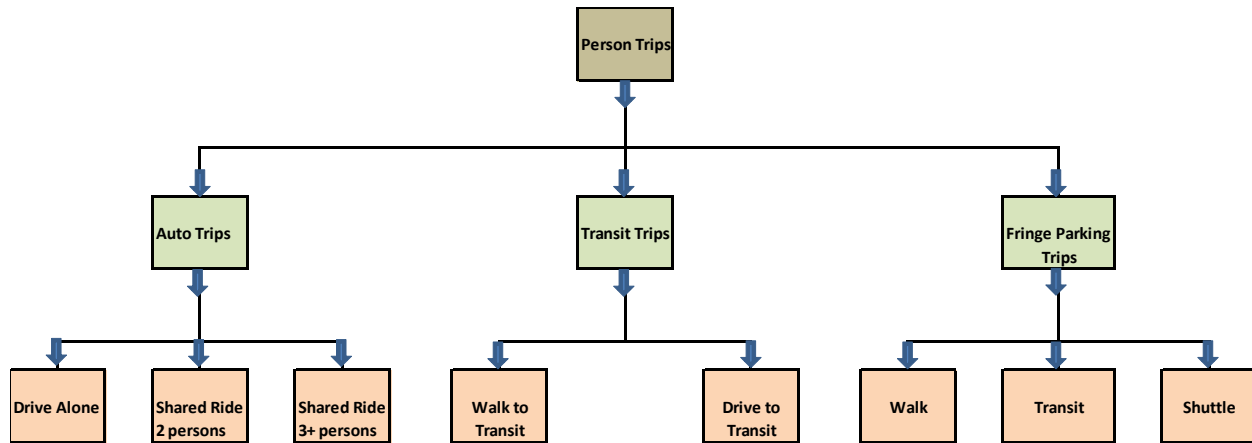 Person Trips
Auto Trips
Transit Trips
Fringe Parking
Trips
Drive Alone
Shared Ride
2 persons
Shared Ride
3+ persons
Walk to
Transit
Drive to
Transit
Walk
Transit
Shuttle